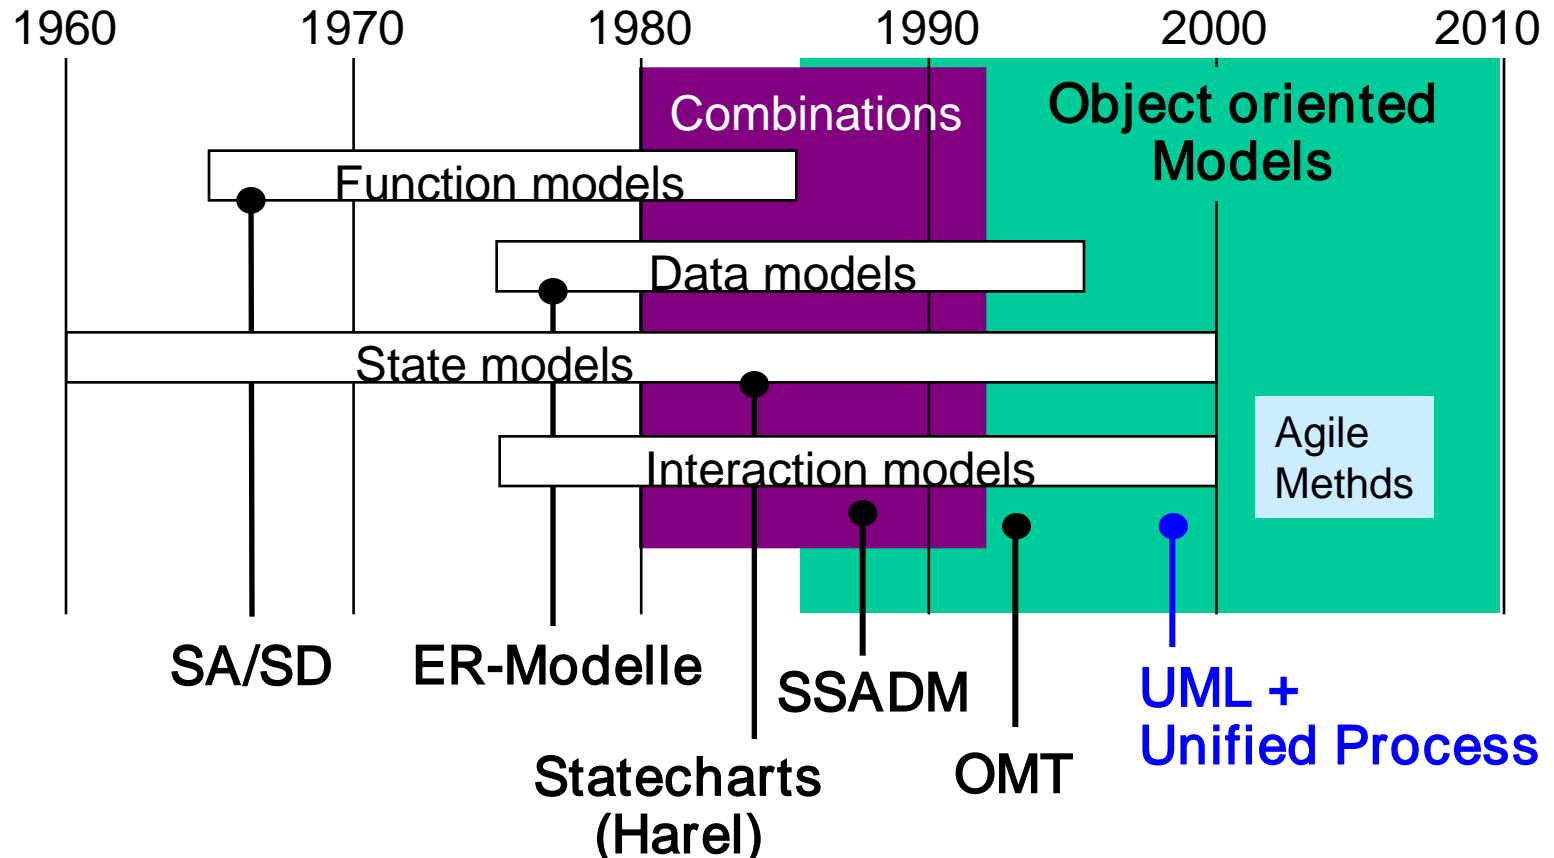 1960 1970 1980 1990 2000 2010
Combinations
Object oriented
Models
Function models
Data models
State models
Interaction models
Agile
Methds
SA/SD
ER-Modelle
SSADM
UML +
Unified Process
Statecharts
(Harel)
OMT